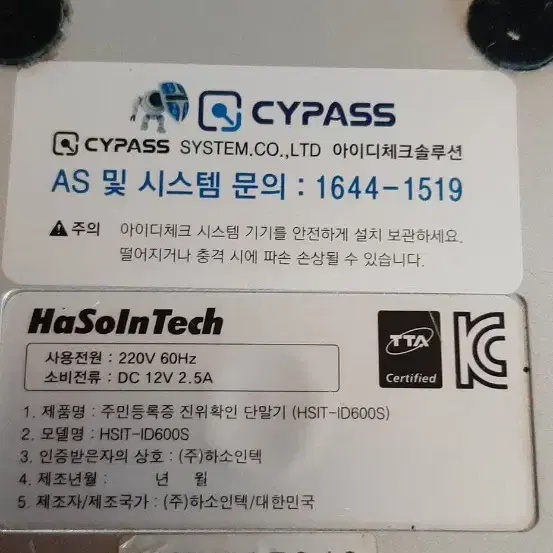 CYPASS
CYPASS SYSTEM.CO.,LTD 아이디체크솔루션
AS 및 시스템 문의 : 1644-1519
주의 아이디체크 시스템 기기를 안전하게 설치 보관하세요.
떨어지거나 충격 시에 파손 손상될 수 있습니다.
HaSoInTech
사용전원 : 220V 60Hz
소비전류 : DC 12V 2.5A
TTA
Certified
1. 제품명 : 주민등록증 진위확인 단말기 (HSIT-ID600S)
2. 모델명 : HSIT-ID600S
3. 인증받은자의 상호 : (주)하소인텍
4. 제조년월 : 년 월
5. 제조자/제조국가 : (주)하소인텍/대한민국